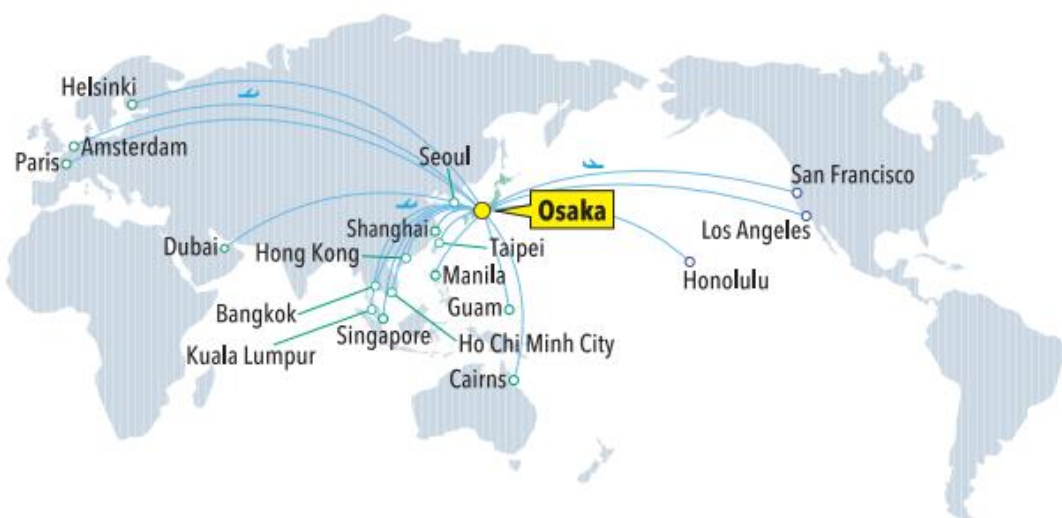 Helsinki
Amsterdam
Paris
Seoul
San Francisco
Osaka
Los Angeles
Shanghai
Dubai
Hong Kong
Taipei
Manila
Honolulu
Bangkok
Guam
Singapore
Ho Chi Minh City
Kuala Lumpur
Cairns